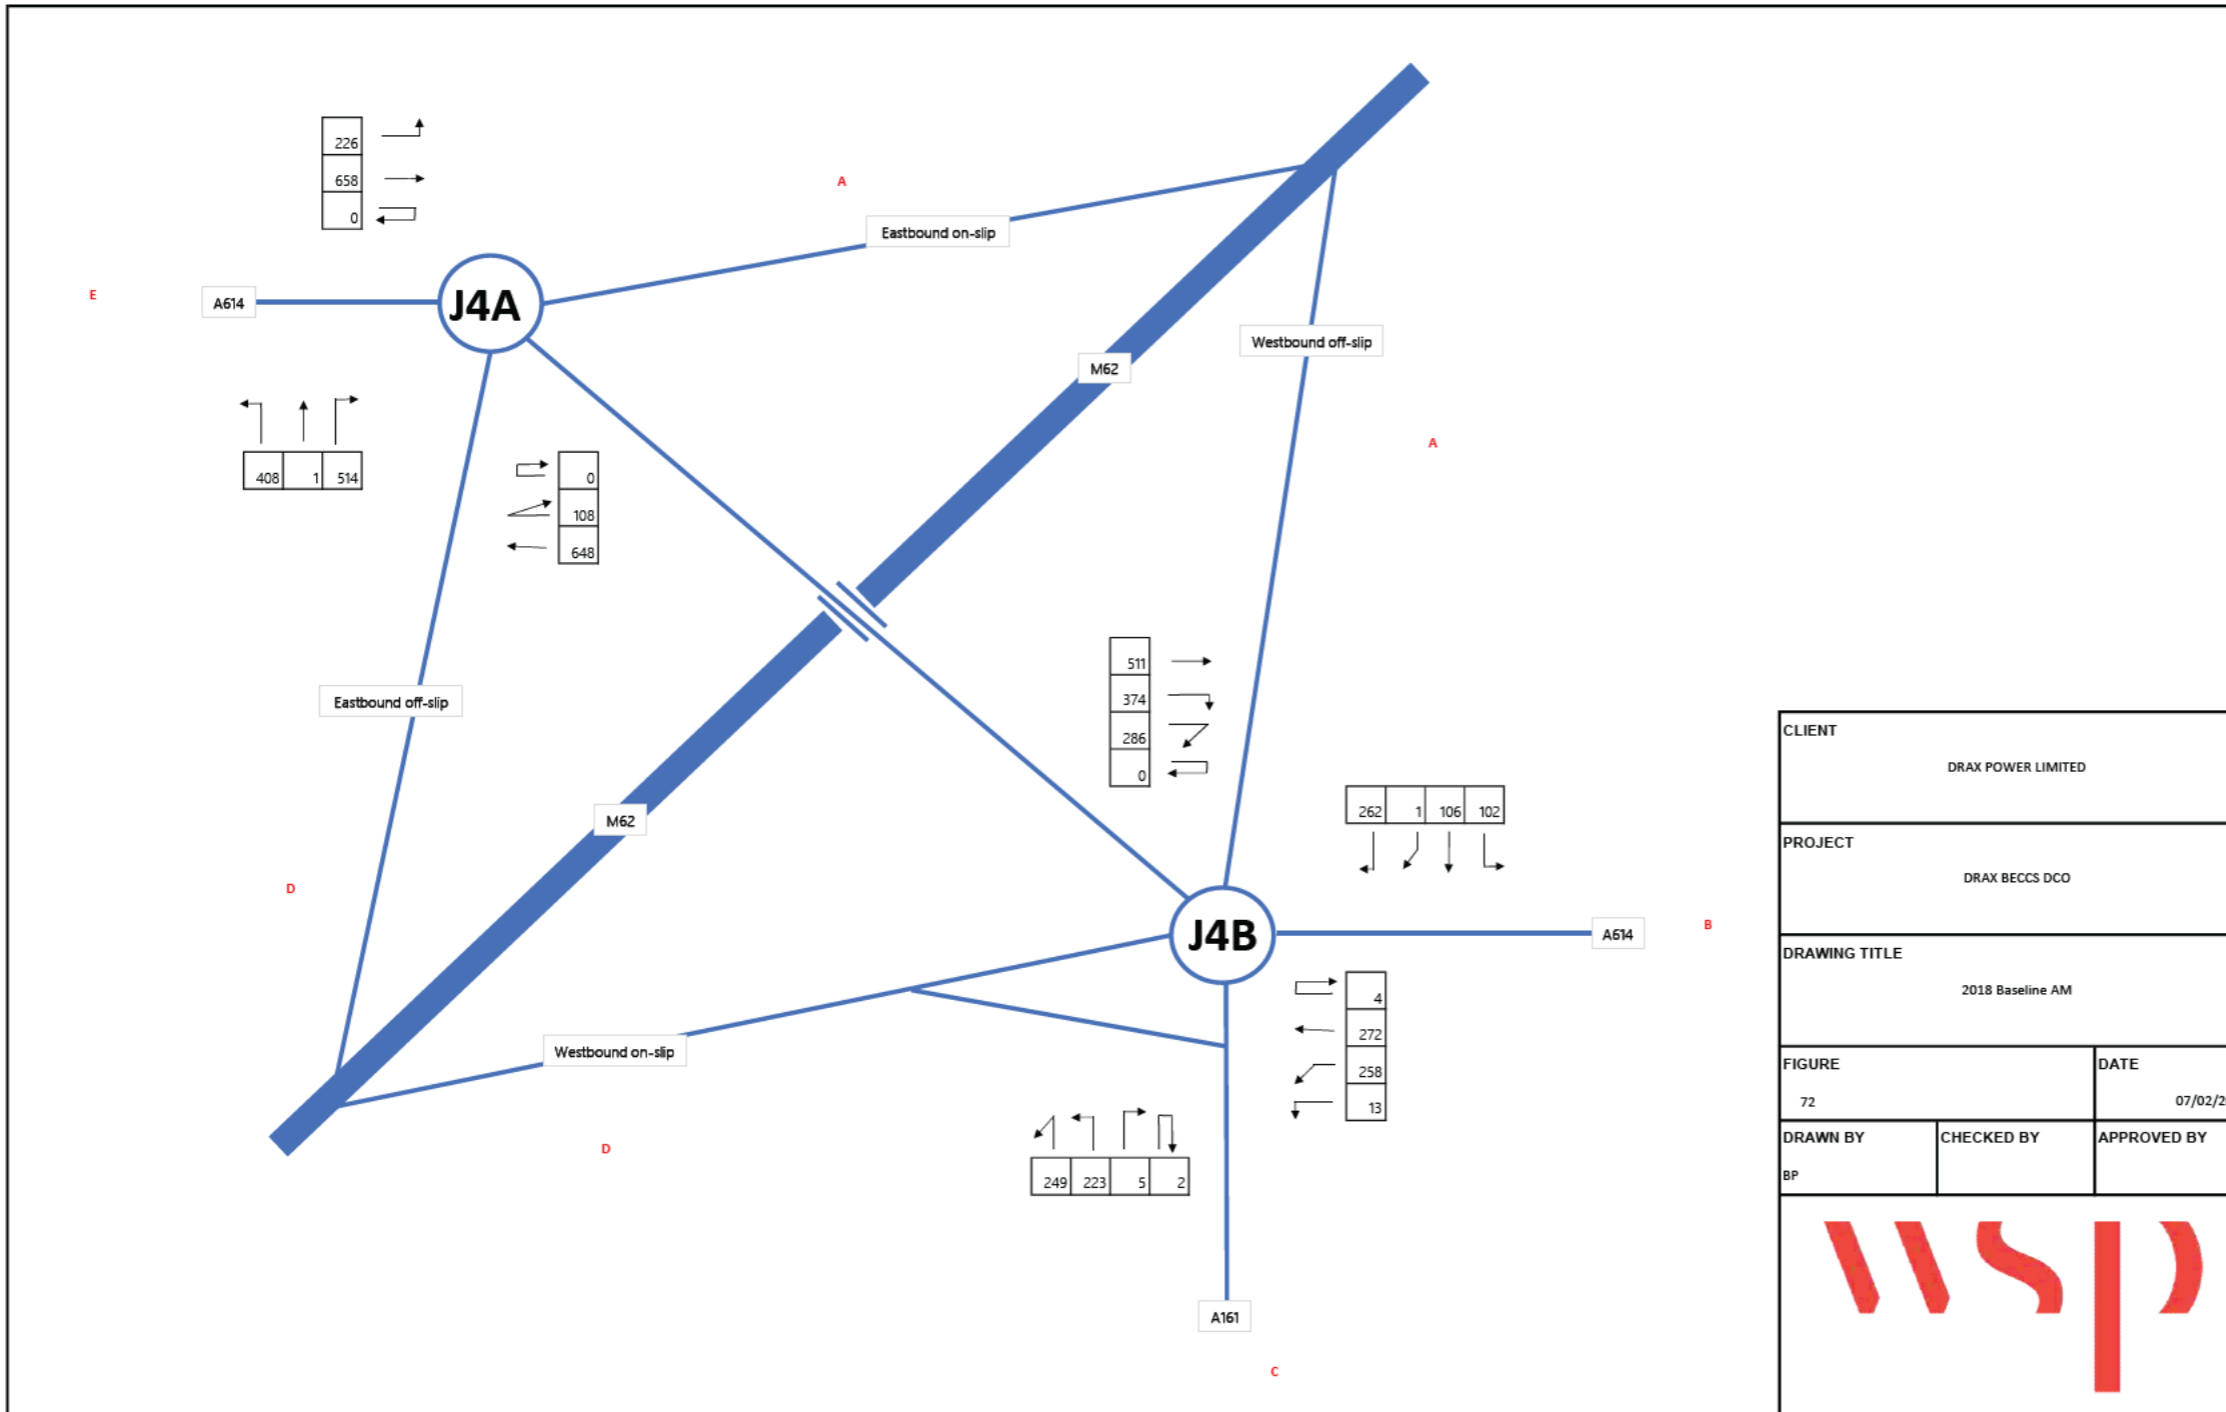 226
658
0
A
Eastbound on-slip
E
A614
J4A
Westbound off-slip
M62
A
408 1 514
0
108
648
511
374
286
0
Eastbound off-slip
262 1 106 102
M62
D
J4B
A614
B
4
272
258
13
Westbound on-slip
D
249 223 5 2
A161
C
CLIENT
DRAX POWER LIMITED
PROJECT
DRAX BECCS DCO
DRAWING TITLE
2018 Baseline AM
FIGURE DATE
72 07/02/2
DRAWN BY CHECKED BY APPROVED BY
BP
wsp